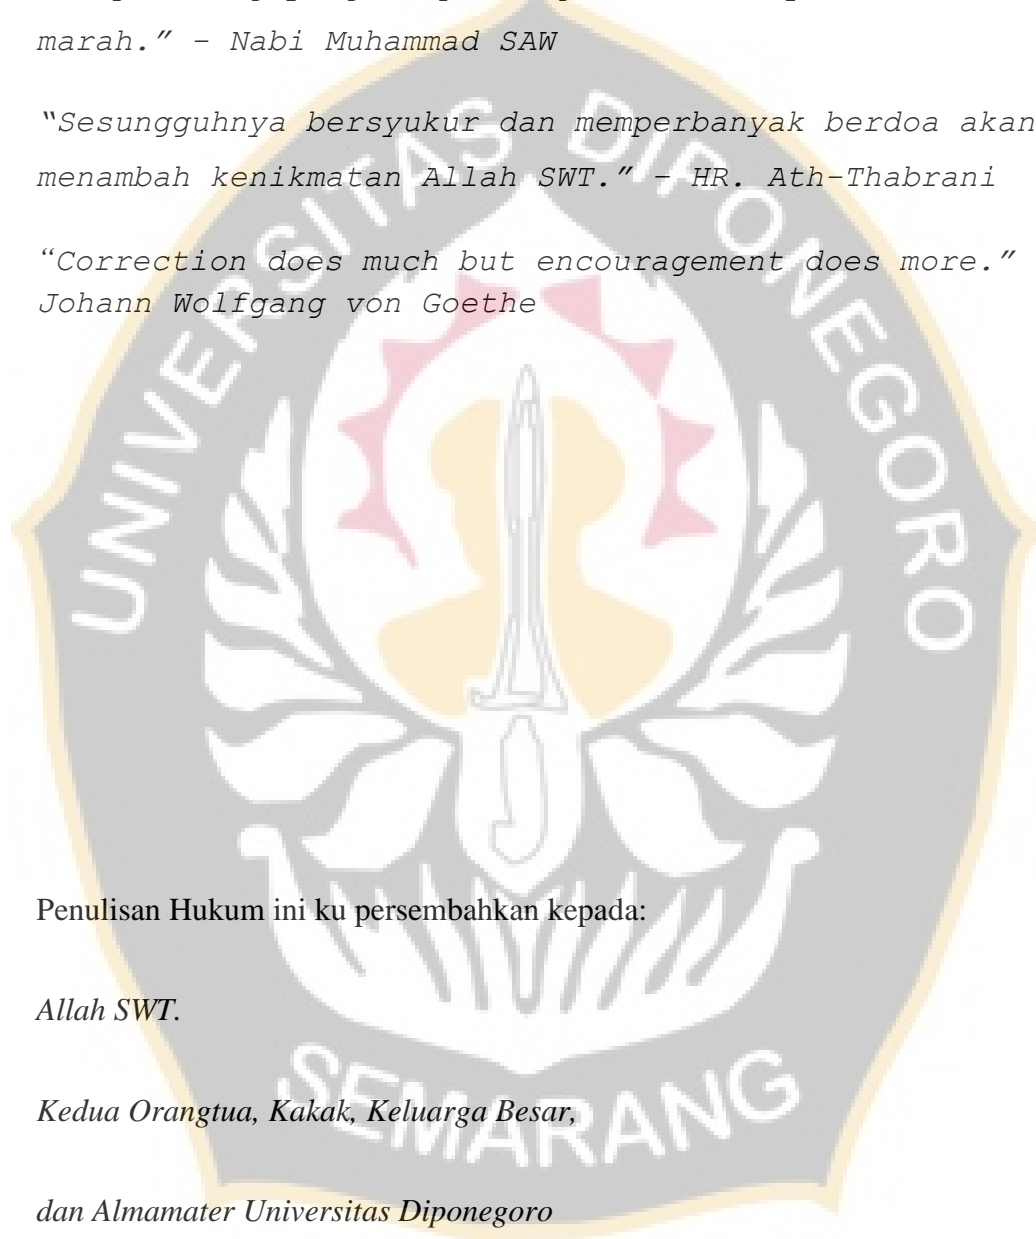 marah.” – Nabi Muhammad SAW
“Sesungguhnya bersyukur dan memperbanyak berdoa akan
menambah kenikmatan Allah SWT.” – HR. Ath-Thabrani
“Correction does much but encouragement does more.”
Johann Wolfgang von Goethe
UNIVERSITAS DIPONEGORO
Penulisan Hukum ini ku persembahkan kepada:
Allah SWT.
SEMARANG
Kedua Orangtua, Kakak, Keluarga Besar,
dan Almamater Universitas Diponegoro